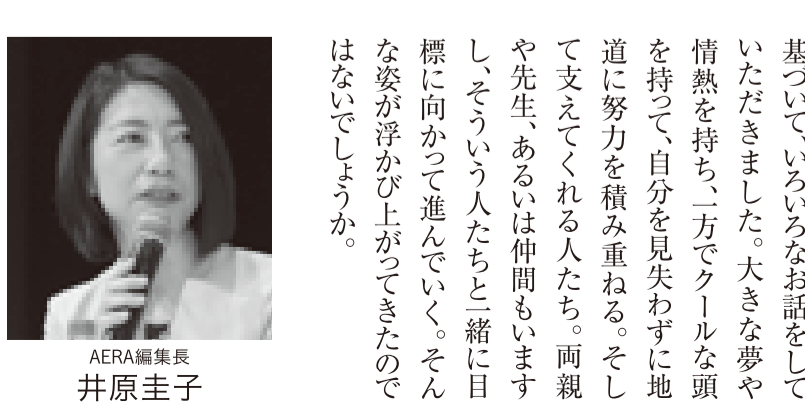 基づいて、いろいろなお話をして
いただきました。大きな夢や
情熱を持ち、一方でクールな頭
を持って、自分を見失わずに地
道に努力を積み重ねる。そし
て支えてくれる人たち。両親
や先生、あるいは仲間もいます
し、そういう人たちと一緒に目
標に向かって進んでいく。そん
な姿が浮かび上がってきたので
はないでしょうか。
AERA編集長
井原圭子